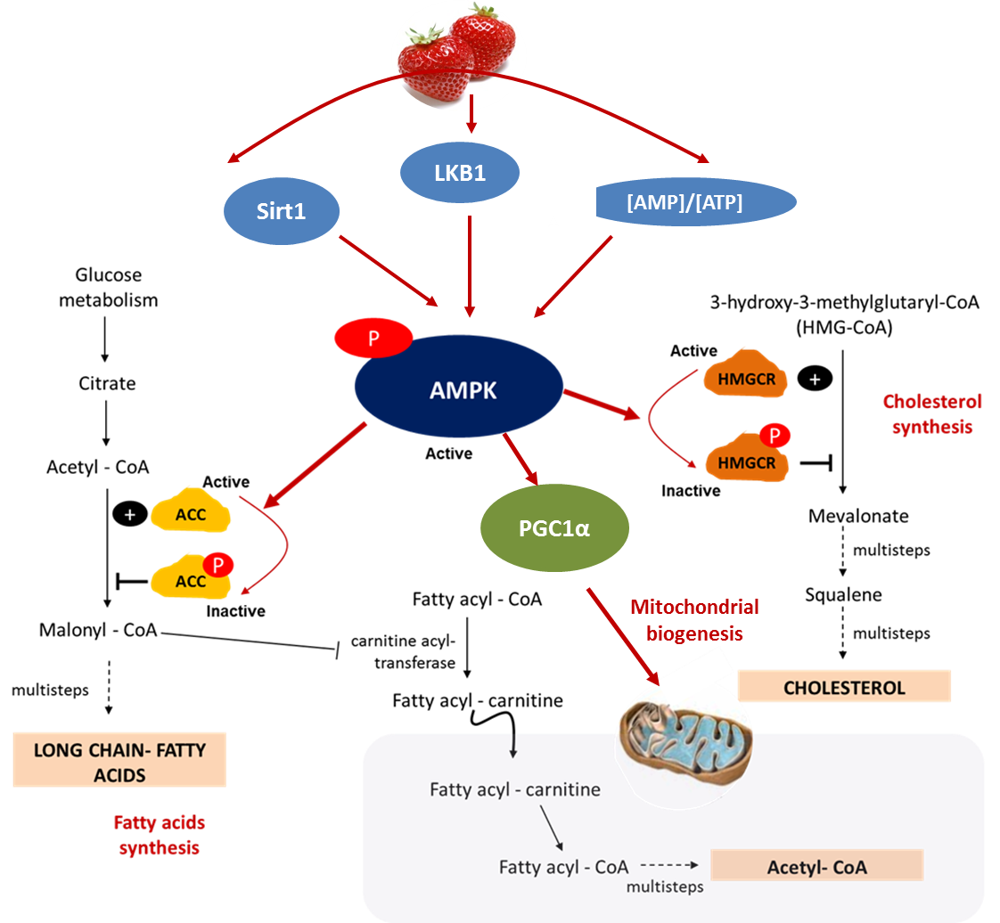 LKB1
Sirt1
[AMP]/[ATP]
Glucose
metabolism
Citrate
Acetyl - CoA
Active
+
ACC
P
ACC
Inactive
Malonyl - CoA
multisteps
LONG CHAIN- FATTY
ACIDS
Fatty acids
synthesis
P
AMPK
Active
PGC1α
Mitochondrial
biogenesis
Fatty acyl - CoA
carnitine acyl-
transferase
Fatty acyl - carnitine
Fatty acyl - carnitine
Fatty acyl - CoA
multisteps
Acetyl- CoA
3-hydroxy-3-methylglutaryl-CoA
(HMG-CoA)
Active
HMGCR
+
Cholesterol
synthesis
P
HMGCR
Inactive
Mevalonate
multisteps
Squalene
multisteps
CHOLESTEROL